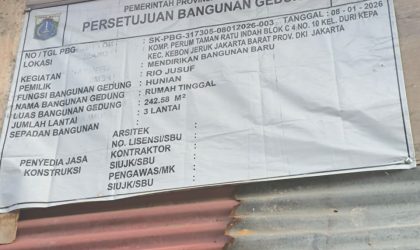 PEMERINTAH PROVIN
PERSETUJUAN BANGUNAN GEDUNG
NO / TGL PBG : SK-PBG-317305-08012026-003 TANGGAL : 08 - 01 - 2026
LOKASI : KOMP. PERUM TAMAN RATU INDAH BLOK C 4 NO. 10 KEL. DURI KEPA
KEC. KEBON JERUK JAKARTA BARAT PROV. DKI JAKARTA
KEGIATAN : MENDIRIKAN BANGUNAN BARU
PEMILIK : RIO JUSUF
FUNGSI BANGUNAN GEDUNG : HUNIAN
NAMA BANGUNAN GEDUNG : RUMAH TINGGAL
LUAS BANGUNAN GEDUNG : 242.58 M²
JUMLAH LANTAI : 3 LANTAI
SEPADAN BANGUNAN :
PENYEDIA JASA KONSTRUKSI : ARSITEK
NO. LISENSI/SBU :
KONTRAKTOR :
SIUJK/SBU :
PENGAWAS/MK :
SIUJK/SBU :